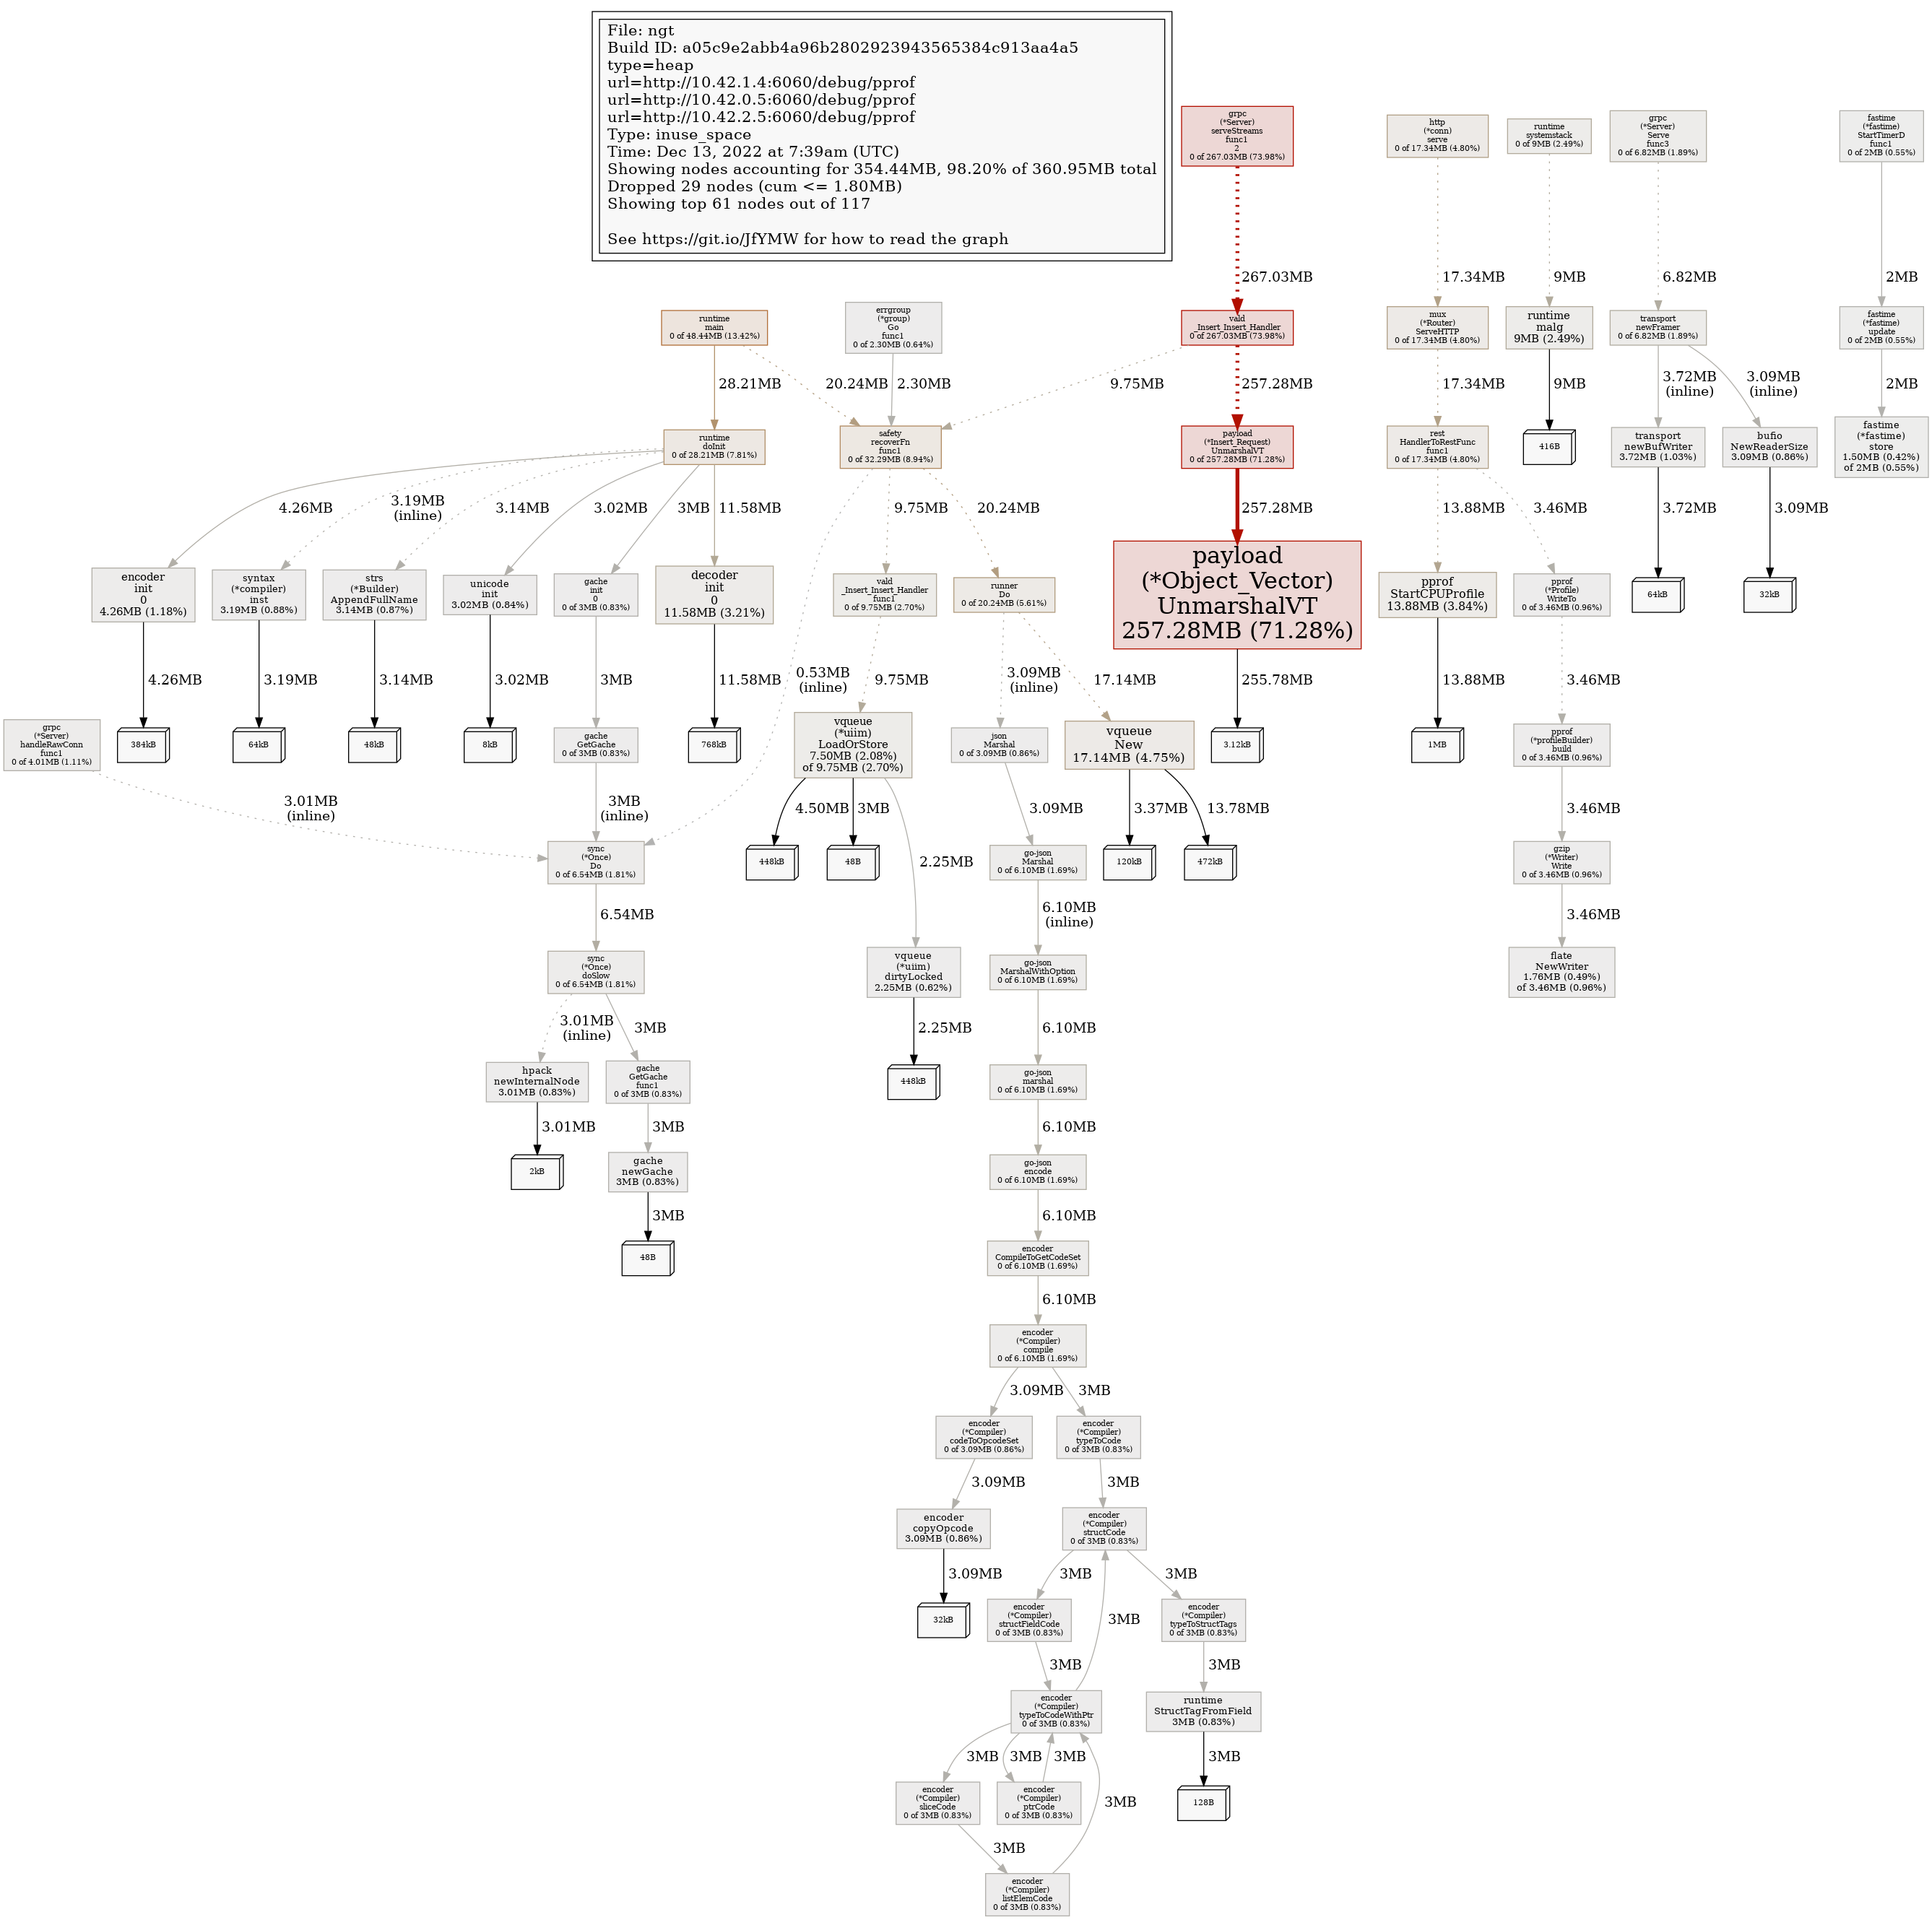 File: ngt
Build ID: a05c9e2abb4a96b2802923943565384c913aa4a5
type=heap
url=http://10.42.1.4:6060/debug/pprof
url=http://10.42.0.5:6060/debug/pprof
url=http://10.42.2.5:6060/debug/pprof
Type: inuse_space
Time: Dec 13, 2022 at 7:39am (UTC)
Showing nodes accounting for 354.44MB, 98.20% of 360.95MB total
Dropped 29 nodes (cum <= 1.80MB)
Showing top 61 nodes out of 117
See https://git.io/JfYMW for how to read the graph
grpc
(*Server)
serveStreams
func1
2
0 of 267.03MB (73.98%)
http
(*conn)
serve
0 of 17.34MB (4.80%)
runtime
systemstack
0 of 9MB (2.49%)
grpc
(*Server)
Serve
func3
0 of 6.82MB (1.89%)
fastime
(*fastime)
StartTimerD
func1
0 of 2MB (0.55%)
267.03MB
17.34MB
9MB
6.82MB
2MB
runtime
main
0 of 48.44MB (13.42%)
errgroup
(*group)
Go
func1
0 of 2.30MB (0.64%)
vald
_Insert_Insert_Handler
0 of 267.03MB (73.98%)
mux
(*Router)
ServeHTTP
0 of 17.34MB (4.80%)
runtime
malg
9MB (2.49%)
transport
newFramer
0 of 6.82MB (1.89%)
fastime
(*fastime)
update
0 of 2MB (0.55%)
28.21MB
20.24MB
2.30MB
9.75MB
257.28MB
17.34MB
9MB
3.72MB
(inline)
3.09MB
(inline)
2MB
runtime
doInit
0 of 28.21MB (7.81%)
safety
recoverFn
func1
0 of 32.29MB (8.94%)
payload
(*Insert_Request)
UnmarshalVT
0 of 257.28MB (71.28%)
rest
HandlerToRestFunc
func1
0 of 17.34MB (4.80%)
416B
transport
newBufWriter
3.72MB (1.03%)
bufio
NewReaderSize
3.09MB (0.86%)
fastime
(*fastime)
store
1.50MB (0.42%)
of 2MB (0.55%)
4.26MB
3.19MB
(inline)
3.14MB
3.02MB
3MB
11.58MB
9.75MB
20.24MB
257.28MB
13.88MB
3.46MB
3.72MB
3.09MB
encoder
init
0
4.26MB (1.18%)
syntax
(*compiler)
inst
3.19MB (0.88%)
strs
(*Builder)
AppendFullName
3.14MB (0.87%)
unicode
init
3.02MB (0.84%)
gache
init
0
0 of 3MB (0.83%)
decoder
init
0
11.58MB (3.21%)
vald
_Insert_Insert_Handler
func1
0 of 9.75MB (2.70%)
runner
Do
0 of 20.24MB (5.61%)
payload
(*Object_Vector)
UnmarshalVT
257.28MB (71.28%)
pprof
StartCPUProfile
13.88MB (3.84%)
pprof
(*Profile)
WriteTo
0 of 3.46MB (0.96%)
64kB
32kB
4.26MB
3.19MB
3.14MB
3.02MB
3MB
11.58MB
0.53MB
(inline)
9.75MB
3.09MB
(inline)
17.14MB
255.78MB
13.88MB
3.46MB
grpc
(*Server)
handleRawConn
func1
0 of 4.01MB (1.11%)
384kB
64kB
48kB
8kB
gache
GetGache
0 of 3MB (0.83%)
768kB
vqueue
(*uiim)
LoadOrStore
7.50MB (2.08%)
of 9.75MB (2.70%)
json
Marshal
0 of 3.09MB (0.86%)
vqueue
New
17.14MB (4.75%)
3.12kB
1MB
pprof
(*profileBuilder)
build
0 of 3.46MB (0.96%)
3.01MB
(inline)
3MB
(inline)
4.50MB
3MB
2.25MB
3.09MB
3.37MB
13.78MB
3.46MB
sync
(*Once)
Do
0 of 6.54MB (1.81%)
448kB
48B
go-json
Marshal
0 of 6.10MB (1.69%)
120kB
472kB
gzip
(*Writer)
Write
0 of 3.46MB (0.96%)
6.54MB
6.10MB
(inline)
3.46MB
sync
(*Once)
doSlow
0 of 6.54MB (1.81%)
vqueue
(*uiim)
dirtyLocked
2.25MB (0.62%)
go-json
MarshalWithOption
0 of 6.10MB (1.69%)
flate
NewWriter
1.76MB (0.49%)
of 3.46MB (0.96%)
3.01MB
(inline)
3MB
2.25MB
6.10MB
hpack
newInternalNode
3.01MB (0.83%)
gache
GetGache
func1
0 of 3MB (0.83%)
448kB
go-json
marshal
0 of 6.10MB (1.69%)
3.01MB
3MB
6.10MB
2kB
gache
newGache
3MB (0.83%)
go-json
encode
0 of 6.10MB (1.69%)
3MB
6.10MB
48B
encoder
CompileToGetCodeSet
0 of 6.10MB (1.69%)
6.10MB
encoder
(*Compiler)
compile
0 of 6.10MB (1.69%)
3.09MB
3MB
encoder
(*Compiler)
codeToOpcodeSet
0 of 3.09MB (0.86%)
encoder
(*Compiler)
typeToCode
0 of 3MB (0.83%)
3.09MB
3MB
encoder
copyOpcode
3.09MB (0.86%)
encoder
(*Compiler)
structCode
0 of 3MB (0.83%)
3.09MB
3MB
3MB
3MB
32kB
encoder
(*Compiler)
structFieldCode
0 of 3MB (0.83%)
encoder
(*Compiler)
typeToStructTags
0 of 3MB (0.83%)
3MB
3MB
encoder
(*Compiler)
typeToCodeWithPtr
0 of 3MB (0.83%)
runtime
StructTagFromField
3MB (0.83%)
3MB
3MB
3MB
3MB
3MB
encoder
(*Compiler)
sliceCode
0 of 3MB (0.83%)
encoder
(*Compiler)
ptrCode
0 of 3MB (0.83%)
128B
3MB
encoder
(*Compiler)
listElemCode
0 of 3MB (0.83%)